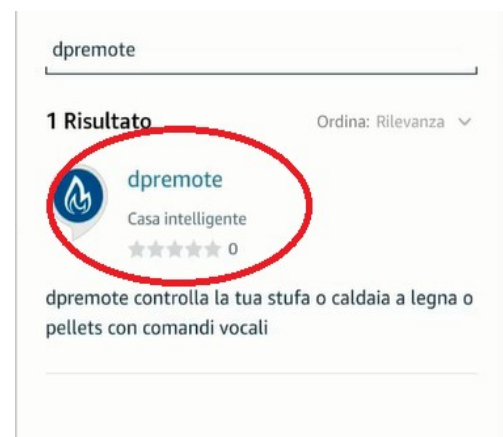 dpremote
1 Risultato
Ordina: Rilevanza
dpremote
Casa intelligente
0
dpremote controlla la tua stufa o caldaia a legna o
pellets con comandi vocali